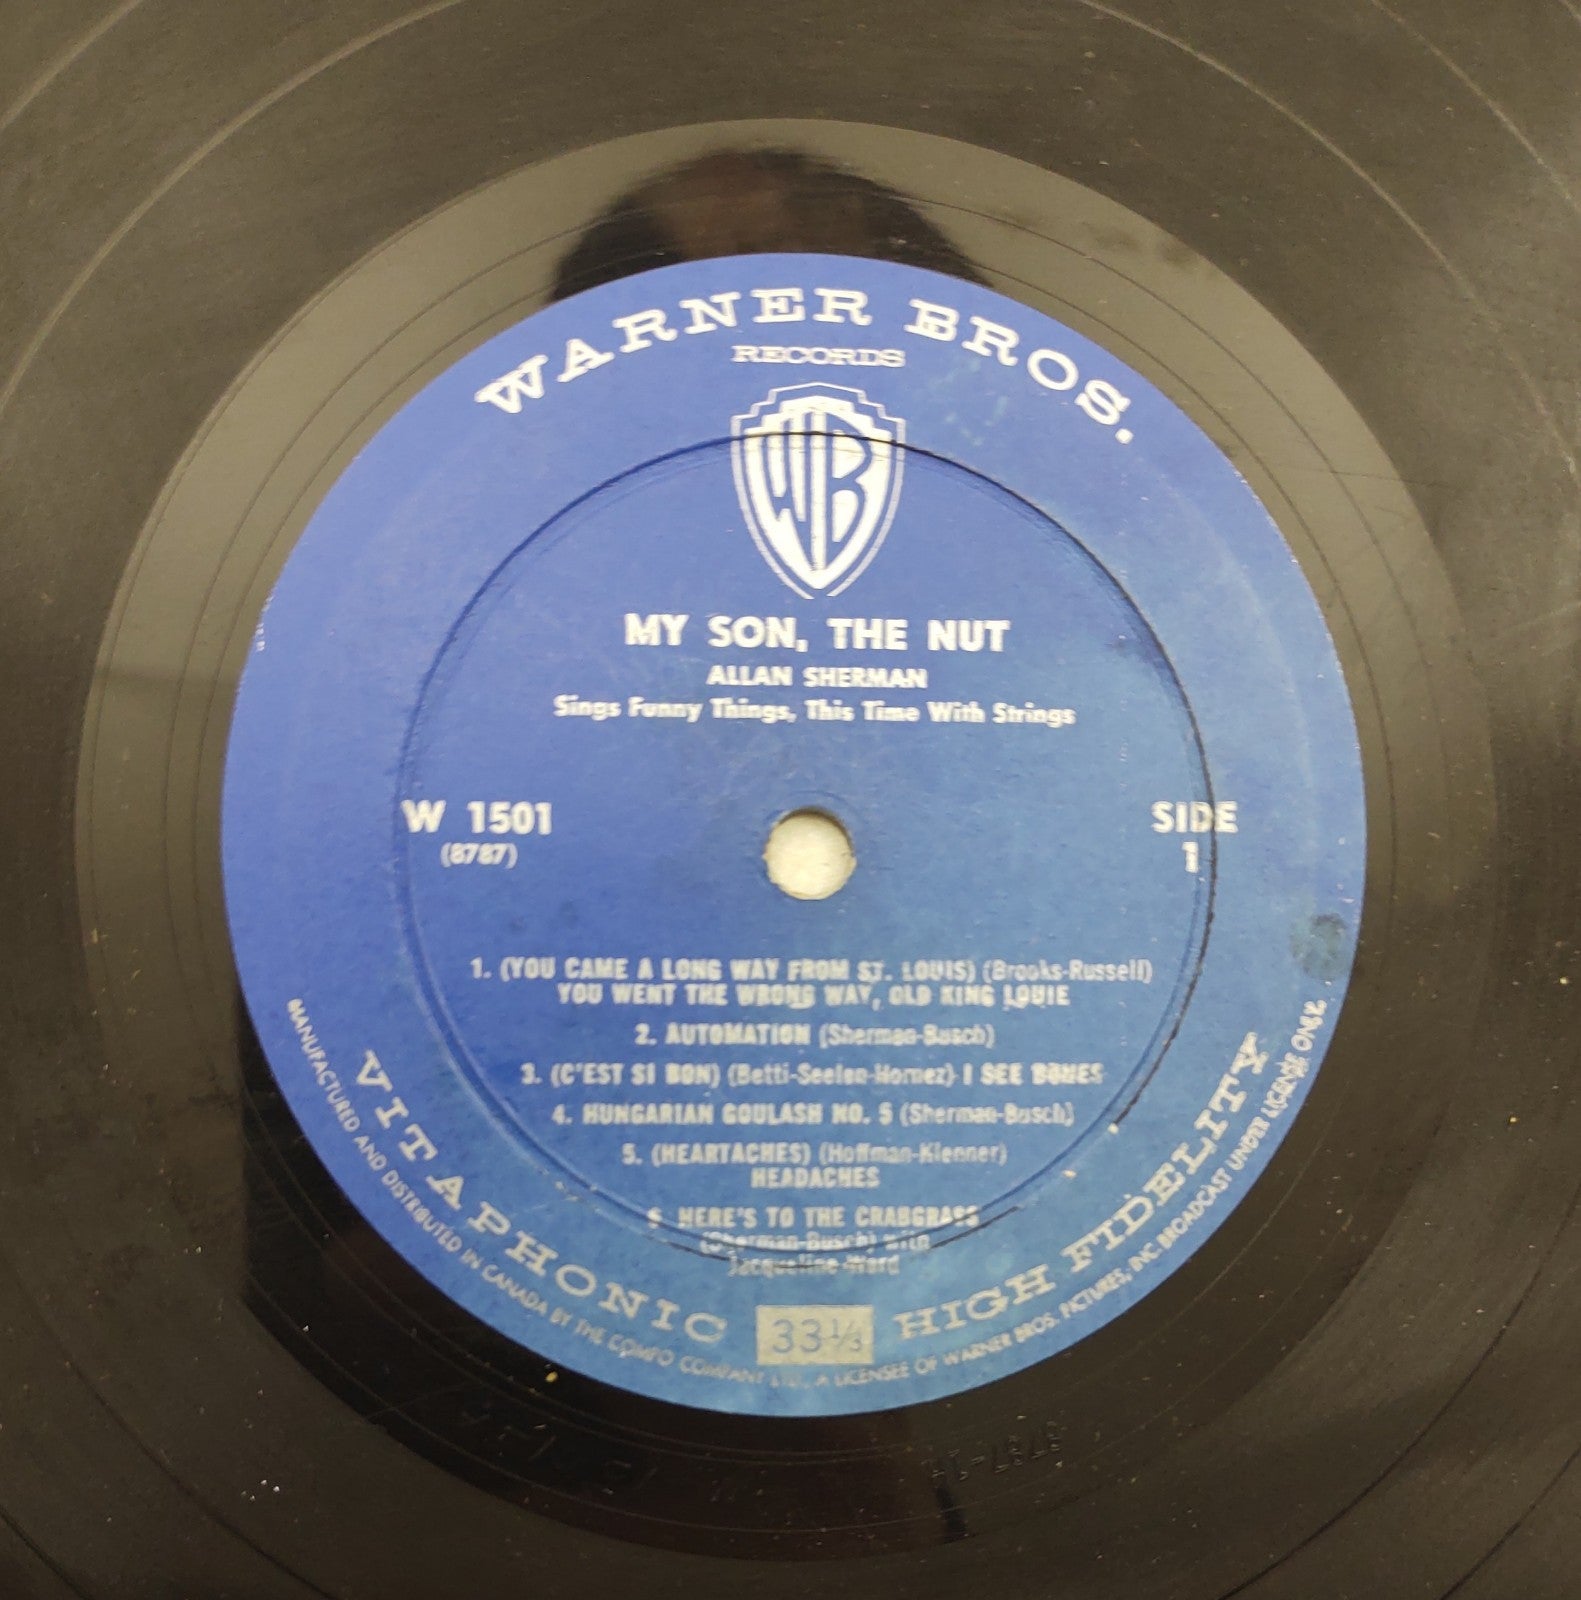 WARNER BROS.
RECORDS
WB
MY SON, THE NUT
ALLAN SHERMAN
Sings Funny Things, This Time With Strings
W 1501
(8787)
SIDE
1
1. (YOU CAME A LONG WAY FROM ST. LOUIS) (Brooks-Russell)
YOU WENT THE WRONG WAY, OLD KING LOUIE
2. AUTOMATION (Sherman-Busch)
3. (C'EST SI BON) (Betti-Seelen-Hornez) I SEE BONES
4. HUNGARIAN GOULASH NO. 5 (Sherman-Busch)
5. (HEARTACHES) (Hoffman-Klenner)
HEADACHES
6. HERE'S TO THE CRABGRASS
(Sherman-Busch) with
Jacqueline Ward
VITAPHONIC 33⅓ HIGH FIDELITY
MANUFACTURED AND DISTRIBUTED IN CANADA BY THE COMPO COMPANY LTD., A LICENSEE OF WARNER BROS. PICTURES, INC. BROADCAST UNDER LICENSE ONLY.